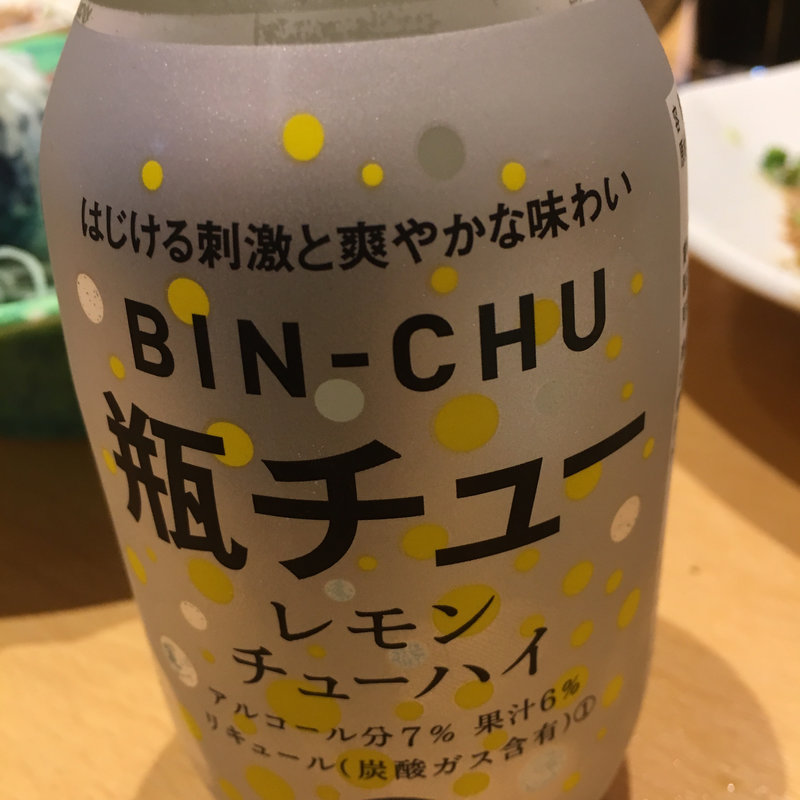 はじける刺激と爽やかな味わい
BIN-CHU
瓶チュー
レモン
チューハイ
アルコール分7% 果汁6%
リキュール(炭酸ガス含有)①